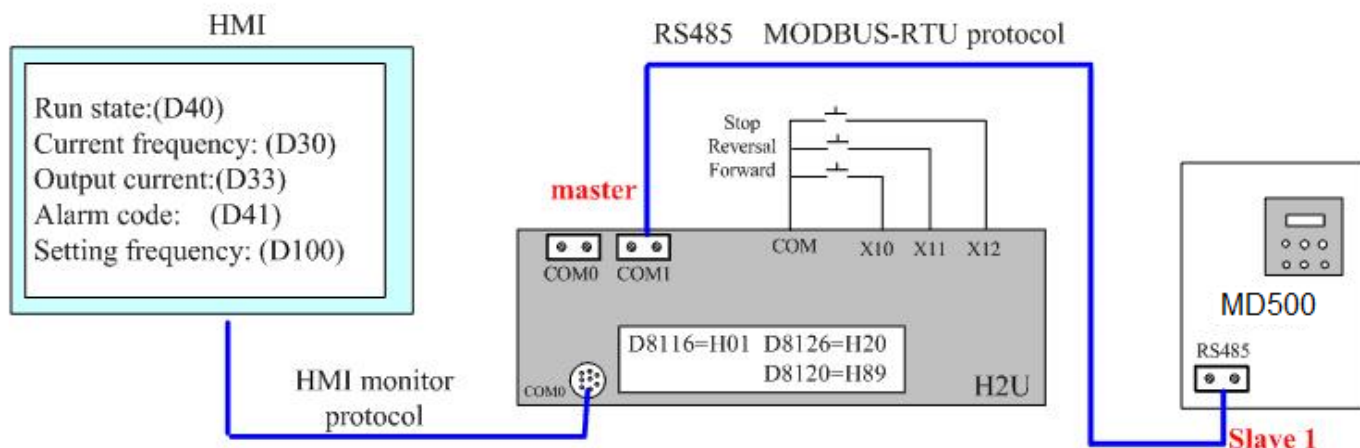 HMI
Run state:(D40)
Current frequency: (D30)
Output current:(D33)
Alarm code: (D41)
Setting frequency: (D100)
HMI monitor
protocol
RS485 MODBUS-RTU protocol
master
Stop
Reversal
Forward
COM0
COM1
COM
X10
X11
X12
D8116=H01 D8126=H20
D8120=H89
COM0
H2U
MD500
RS485
Slave 1